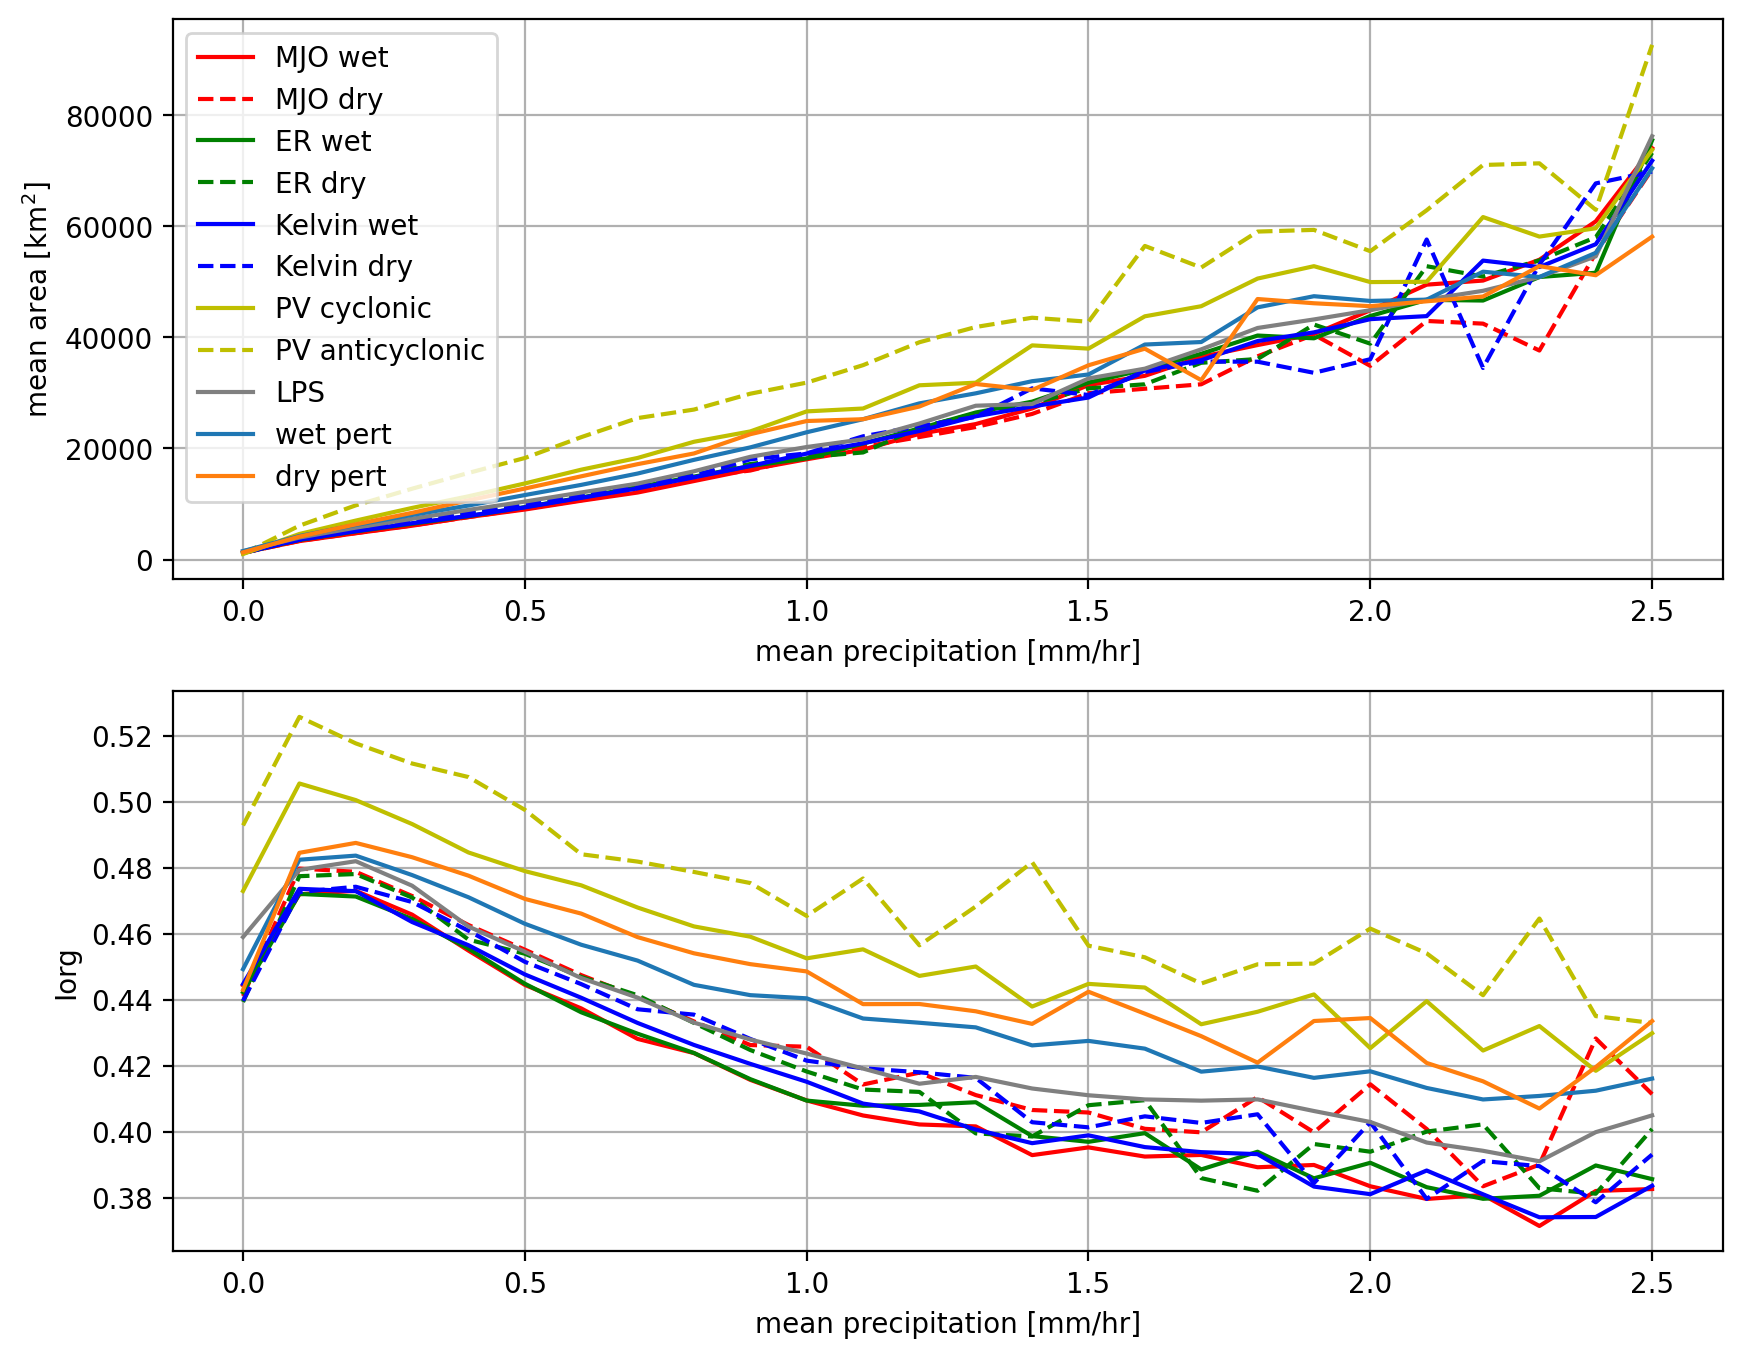 MJO wet
MJO dry
ER wet
ER dry
Kelvin wet
Kelvin dry
PV cyclonic
PV anticyclonic
LPS
wet pert
dry pert
80000
60000
40000
20000
0
mean area [km²]
0.0 0.5 1.0 1.5 2.0 2.5
mean precipitation [mm/hr]
0.52
0.50
0.48
0.46
0.44
0.42
0.40
0.38
Iorg
0.0 0.5 1.0 1.5 2.0 2.5
mean precipitation [mm/hr]